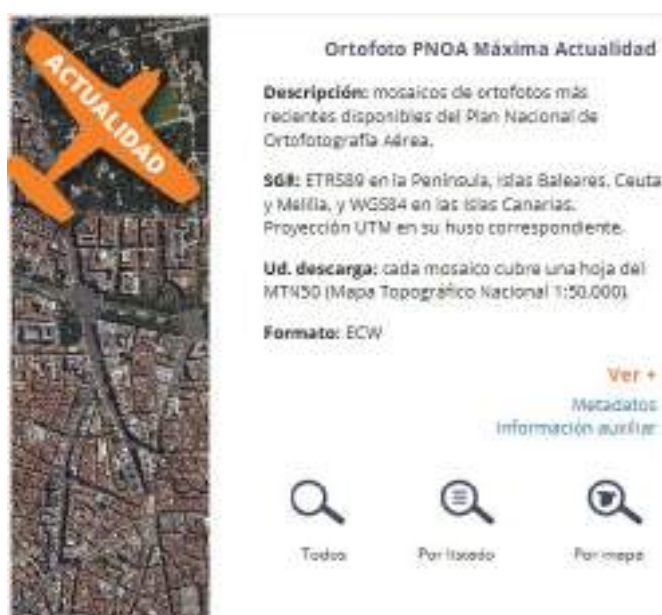 ACTUALIDAD
Ortofoto PNOA Máxima Actualidad
Descripción: mosaicos de ortofotos más
recientes disponibles del Plan Nacional de
Ortofotografía Aérea.
SGR: ETRS89 en la Península, Islas Baleares, Ceuta
y Melilla, y WGS84 en las Islas Canarias.
Proyección UTM en su huso correspondiente.
Ud. descarga: cada mosaico cubre una hoja del
MTN50 (Mapa Topográfico Nacional 1:50.000)
Formato: ECW
Ver +
Metadatos
Información auxiliar
Todos Por listado Por mapa